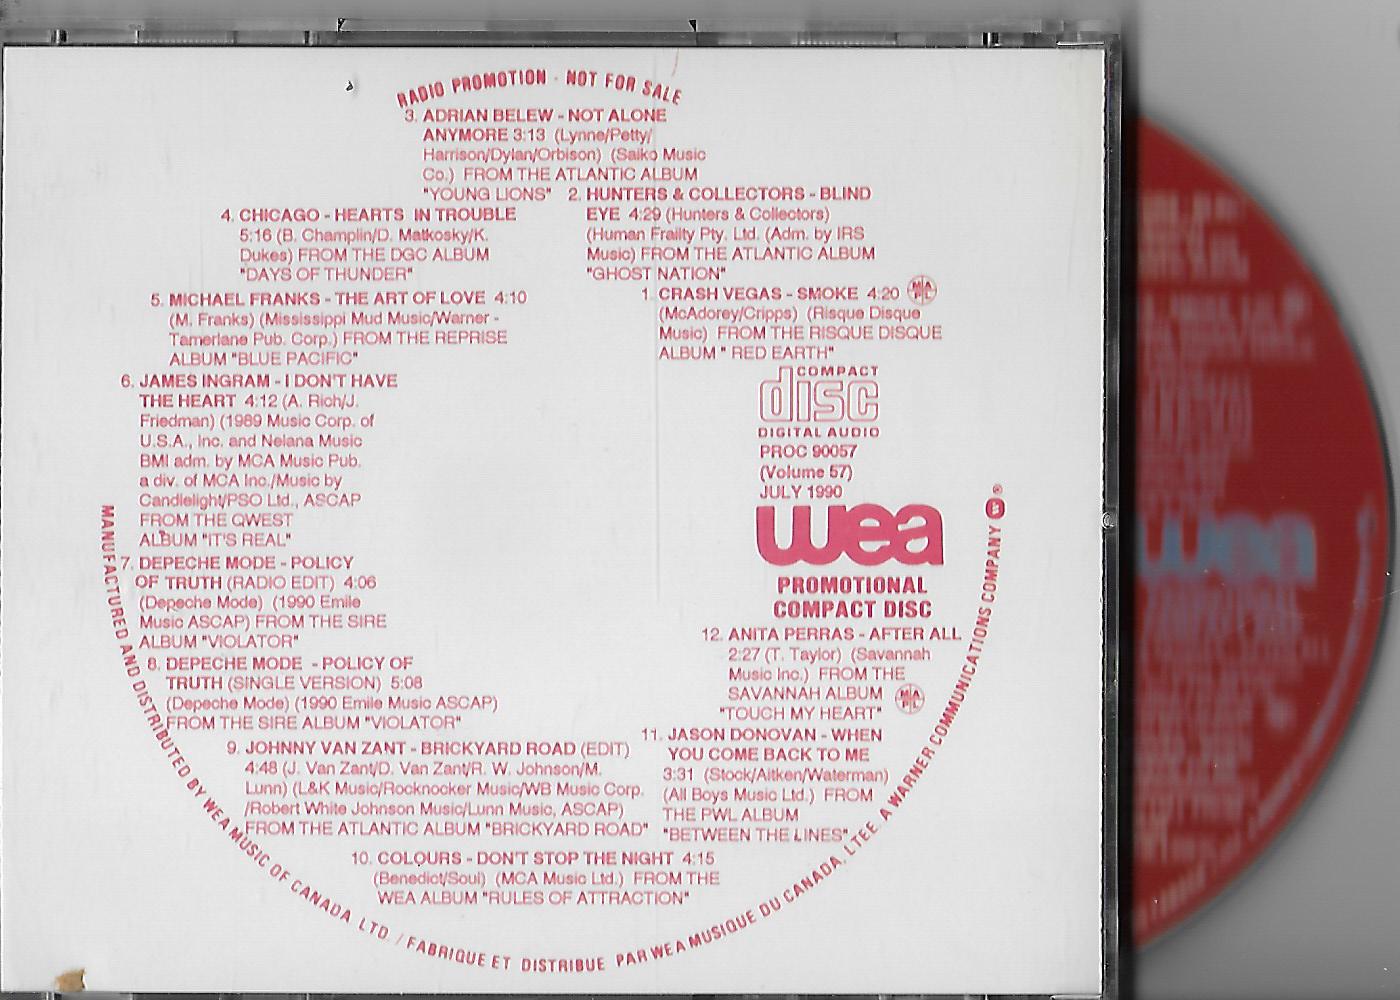 RADIO PROMOTION · NOT FOR SALE
3. ADRIAN BELEW - NOT ALONE
ANYMORE 3:13 (Lynne/Petty/
Harrison/Dylan/Orbison) (Saiko Music
Co.) FROM THE ATLANTIC ALBUM
"YOUNG LIONS"
2. HUNTERS & COLLECTORS - BLIND
EYE 4:29 (Hunters & Collectors)
(Human Frailty Pty. Ltd. (Adm. by IRS
Music) FROM THE ATLANTIC ALBUM
"GHOST NATION"
4. CHICAGO - HEARTS IN TROUBLE
5:16 (B. Champlin/D. Matkosky/K.
Dukes) FROM THE DGC ALBUM
"DAYS OF THUNDER"
1. CRASH VEGAS - SMOKE 4:20
(McAdorey/Cripps) (Risque Disque
Music) FROM THE RISQUE DISQUE
ALBUM " RED EARTH"
5. MICHAEL FRANKS - THE ART OF LOVE 4:10
(M. Franks) (Mississippi Mud Music/Warner -
Tamerlane Pub. Corp.) FROM THE REPRISE
ALBUM "BLUE PACIFIC"
6. JAMES INGRAM - I DON'T HAVE
THE HEART 4:12 (A. Rich/J.
Friedman) (1989 Music Corp. of
U.S.A., Inc. and Nelana Music
BMI adm. by MCA Music Pub.
a div. of MCA Inc./Music by
Candlelight/PSO Ltd., ASCAP
FROM THE QWEST
ALBUM "IT'S REAL"
COMPACT
disc
DIGITAL AUDIO
PROC 90057
(Volume 57)
JULY 1990
wea
PROMOTIONAL
COMPACT DISC
7. DEPECHE MODE - POLICY
OF TRUTH (RADIO EDIT) 4:06
(Depeche Mode) (1990 Emile
Music ASCAP) FROM THE SIRE
ALBUM "VIOLATOR"
8. DEPECHE MODE - POLICY OF
TRUTH (SINGLE VERSION) 5:08
(Depeche Mode) (1990 Emile Music ASCAP)
FROM THE SIRE ALBUM "VIOLATOR"
12. ANITA PERRAS - AFTER ALL
2:27 (T. Taylor) (Savannah
Music Inc.) FROM THE
SAVANNAH ALBUM
"TOUCH MY HEART"
9. JOHNNY VAN ZANT - BRICKYARD ROAD (EDIT)
4:48 (J. Van Zant/D. Van Zant/R. W. Johnson/M.
Lunn) (L&K Music/Rocknocker Music/WB Music Corp.
/Robert White Johnson Music/Lunn Music, ASCAP)
FROM THE ATLANTIC ALBUM "BRICKYARD ROAD"
11. JASON DONOVAN - WHEN
YOU COME BACK TO ME
3:31 (Stock/Aitken/Waterman)
(All Boys Music Ltd.) FROM
THE PWL ALBUM
"BETWEEN THE LINES"
10. COLOURS - DON'T STOP THE NIGHT 4:15
(Benedict/Soul) (MCA Music Ltd.) FROM THE
WEA ALBUM "RULES OF ATTRACTION"
MANUFACTURED AND DISTRIBUTED BY WEA MUSIC OF CANADA LTD. / FABRIQUE ET DISTRIBUE PAR WEA MUSIQUE DU CANADA, LTEE. A WARNER COMMUNICATIONS COMPANY ®
wea